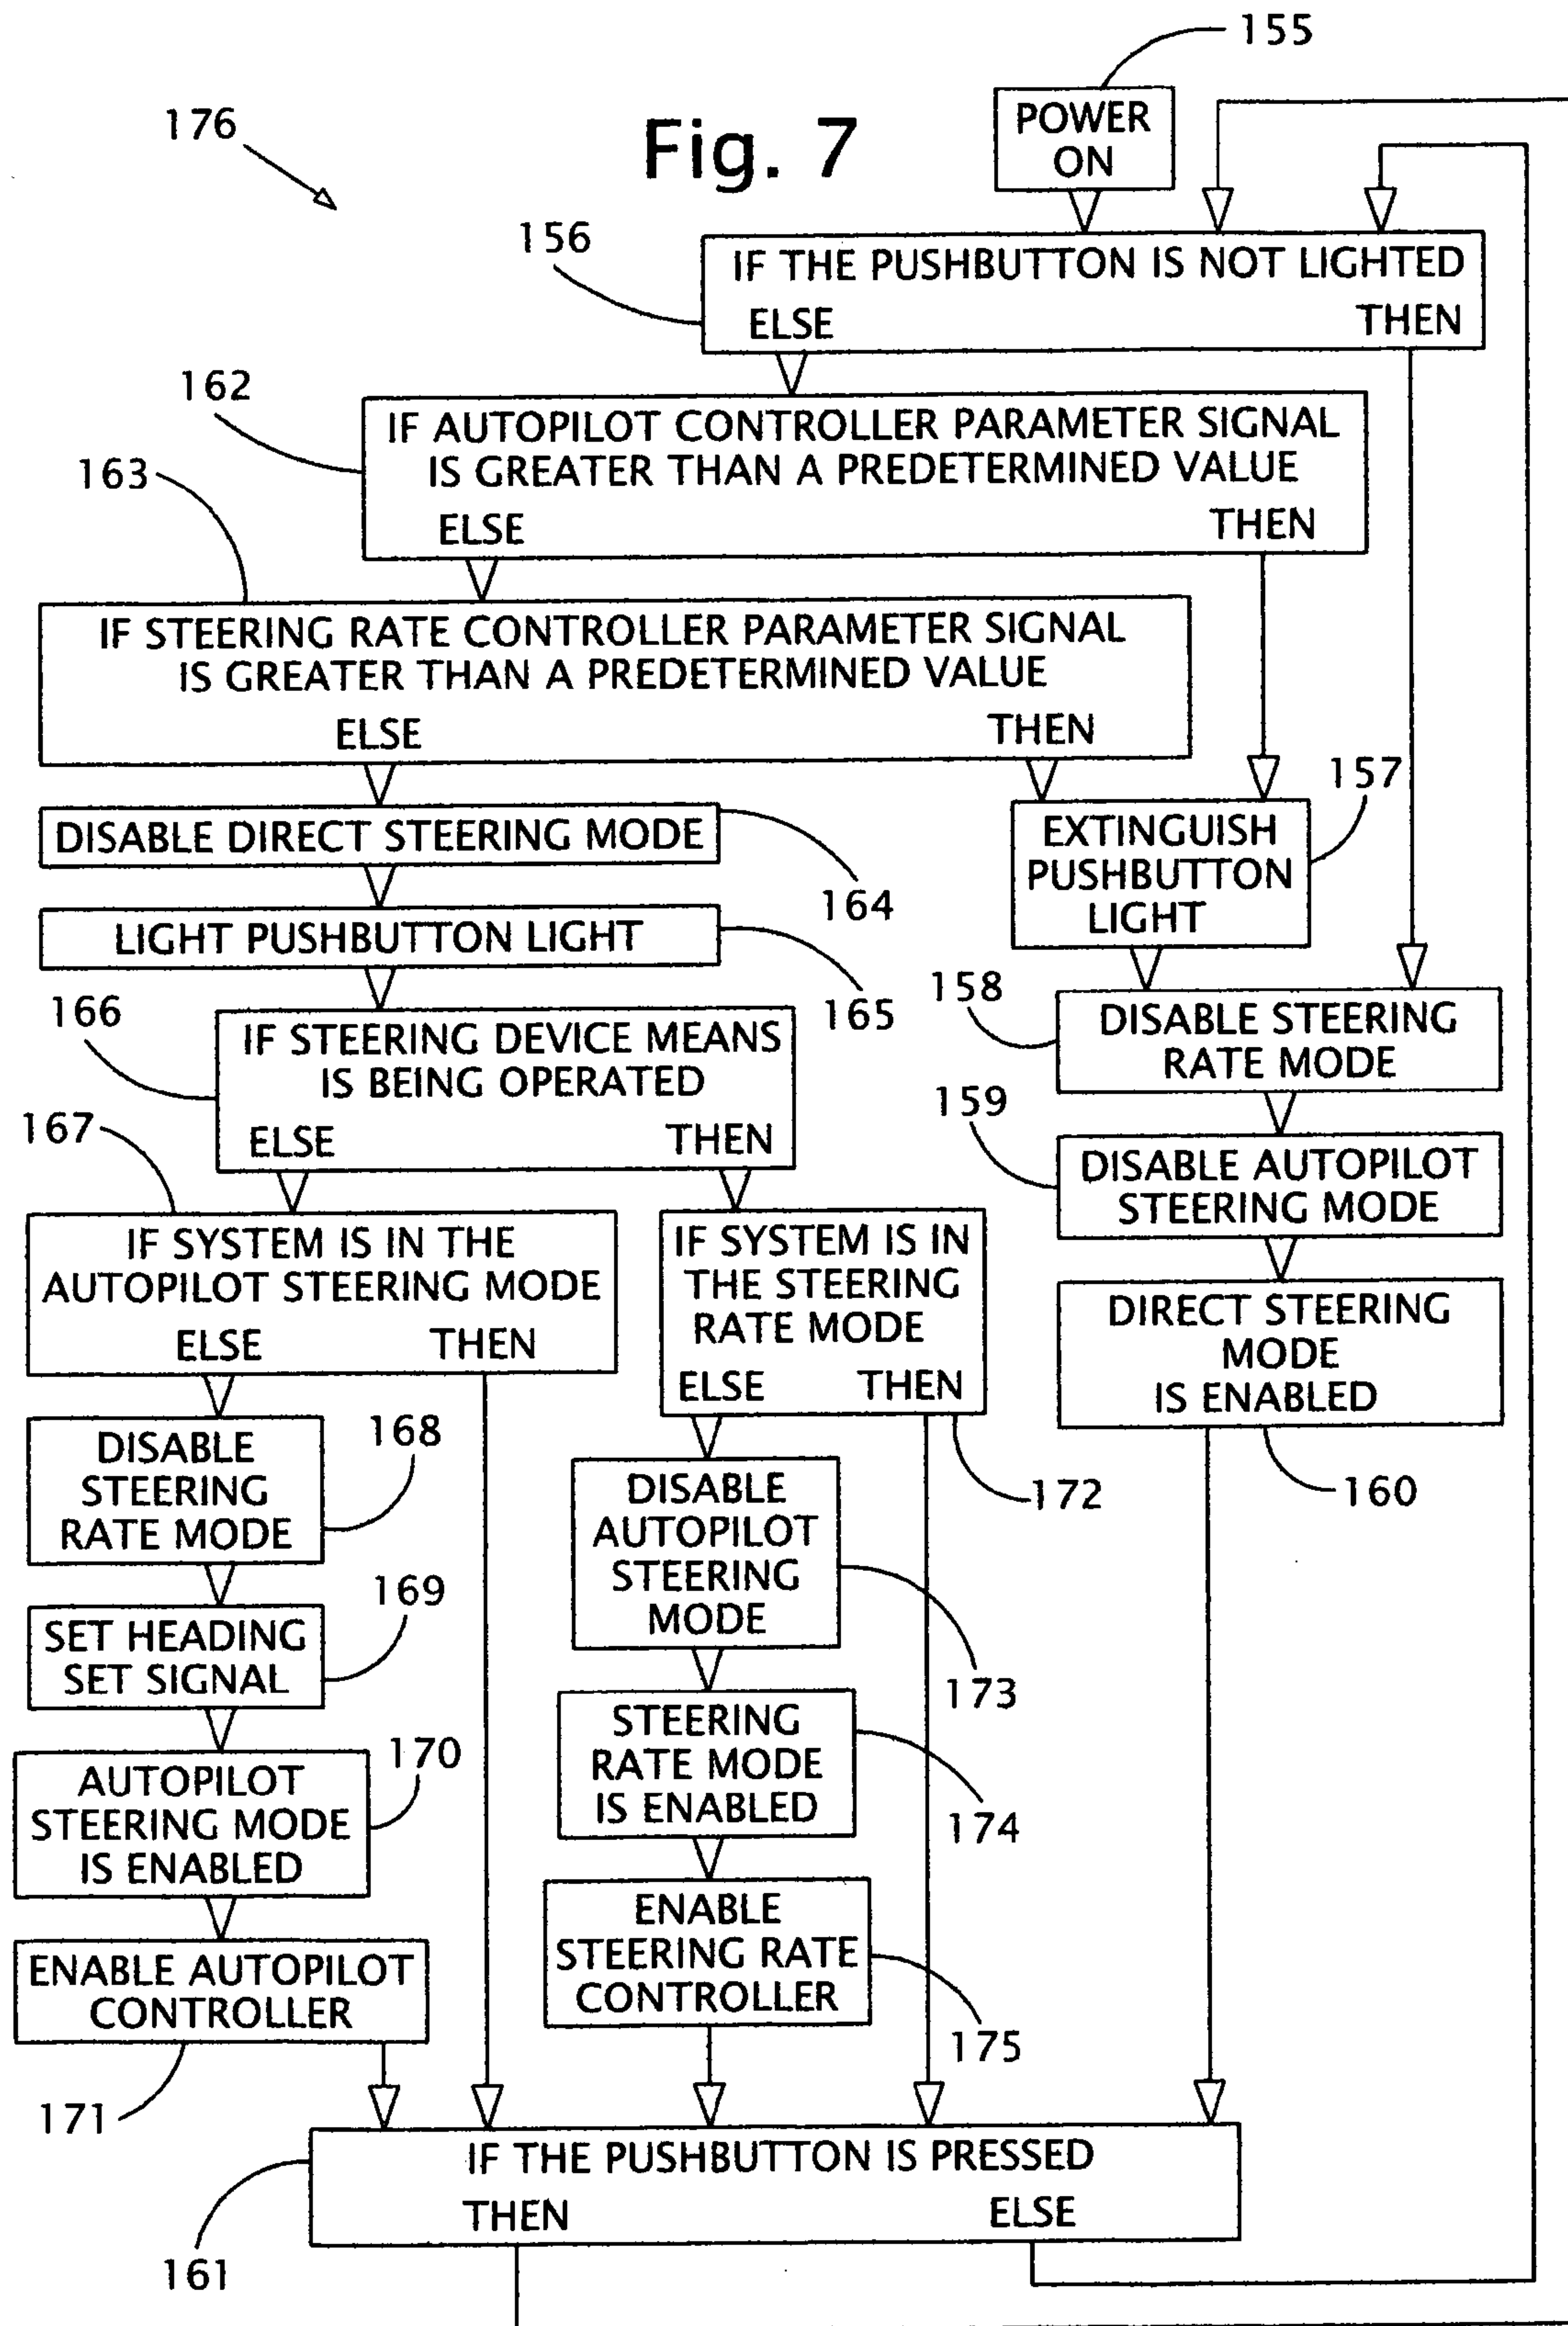 155
176
Fig. 7
POWER
ON
156
IF THE PUSHBUTTON IS NOT LIGHTED
ELSE THEN
162
IF AUTOPILOT CONTROLLER PARAMETER SIGNAL
IS GREATER THAN A PREDETERMINED VALUE
ELSE THEN
163
IF STEERING RATE CONTROLLER PARAMETER SIGNAL
IS GREATER THAN A PREDETERMINED VALUE
ELSE THEN
157
EXTINGUISH
PUSHBUTTON
LIGHT
DISABLE DIRECT STEERING MODE
164
LIGHT PUSHBUTTON LIGHT
165
158
DISABLE STEERING
RATE MODE
166
IF STEERING DEVICE MEANS
IS BEING OPERATED
ELSE THEN
159
DISABLE AUTOPILOT
STEERING MODE
167
IF SYSTEM IS IN THE
AUTOPILOT STEERING MODE
ELSE THEN
IF SYSTEM IS IN
THE STEERING
RATE MODE
ELSE THEN
172
DIRECT STEERING
MODE
IS ENABLED
160
DISABLE
STEERING
RATE MODE
168
DISABLE
AUTOPILOT
STEERING
MODE
173
SET HEADING
SET SIGNAL
169
STEERING
RATE MODE
IS ENABLED
174
AUTOPILOT
STEERING MODE
IS ENABLED
170
ENABLE
STEERING RATE
CONTROLLER
175
ENABLE AUTOPILOT
CONTROLLER
171
IF THE PUSHBUTTON IS PRESSED
THEN ELSE
161